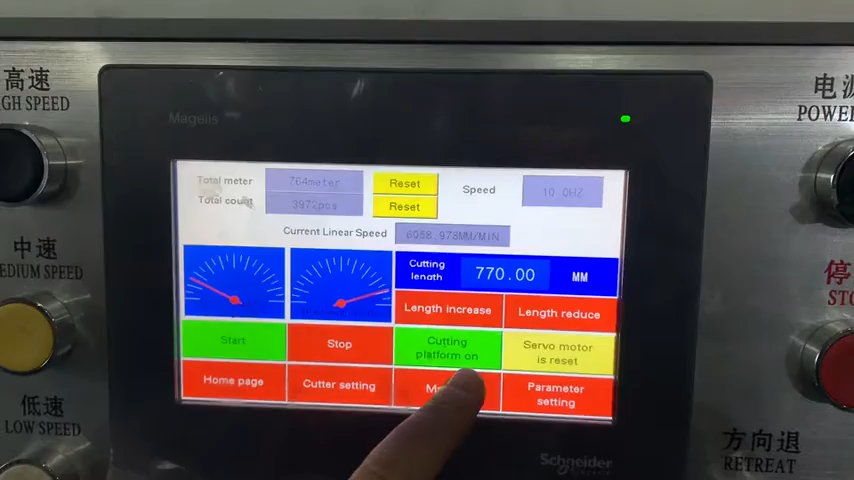 高速
GH SPEED
Magelis
电
POWE
Total meter 764meter Reset Speed 10.0HZ
Total count 3972pcs Reset
Current Linear Speed 6058.978MM/MIN
中速
EDIUM SPEED
Cutting length 770.00 MM
停
STO
Length increase Length reduce
Start Stop Cutting platform on Servo motor is reset
Home page Cutter setting Parameter setting
低速
LOW SPEED
Schneider
方向退
RETREAT